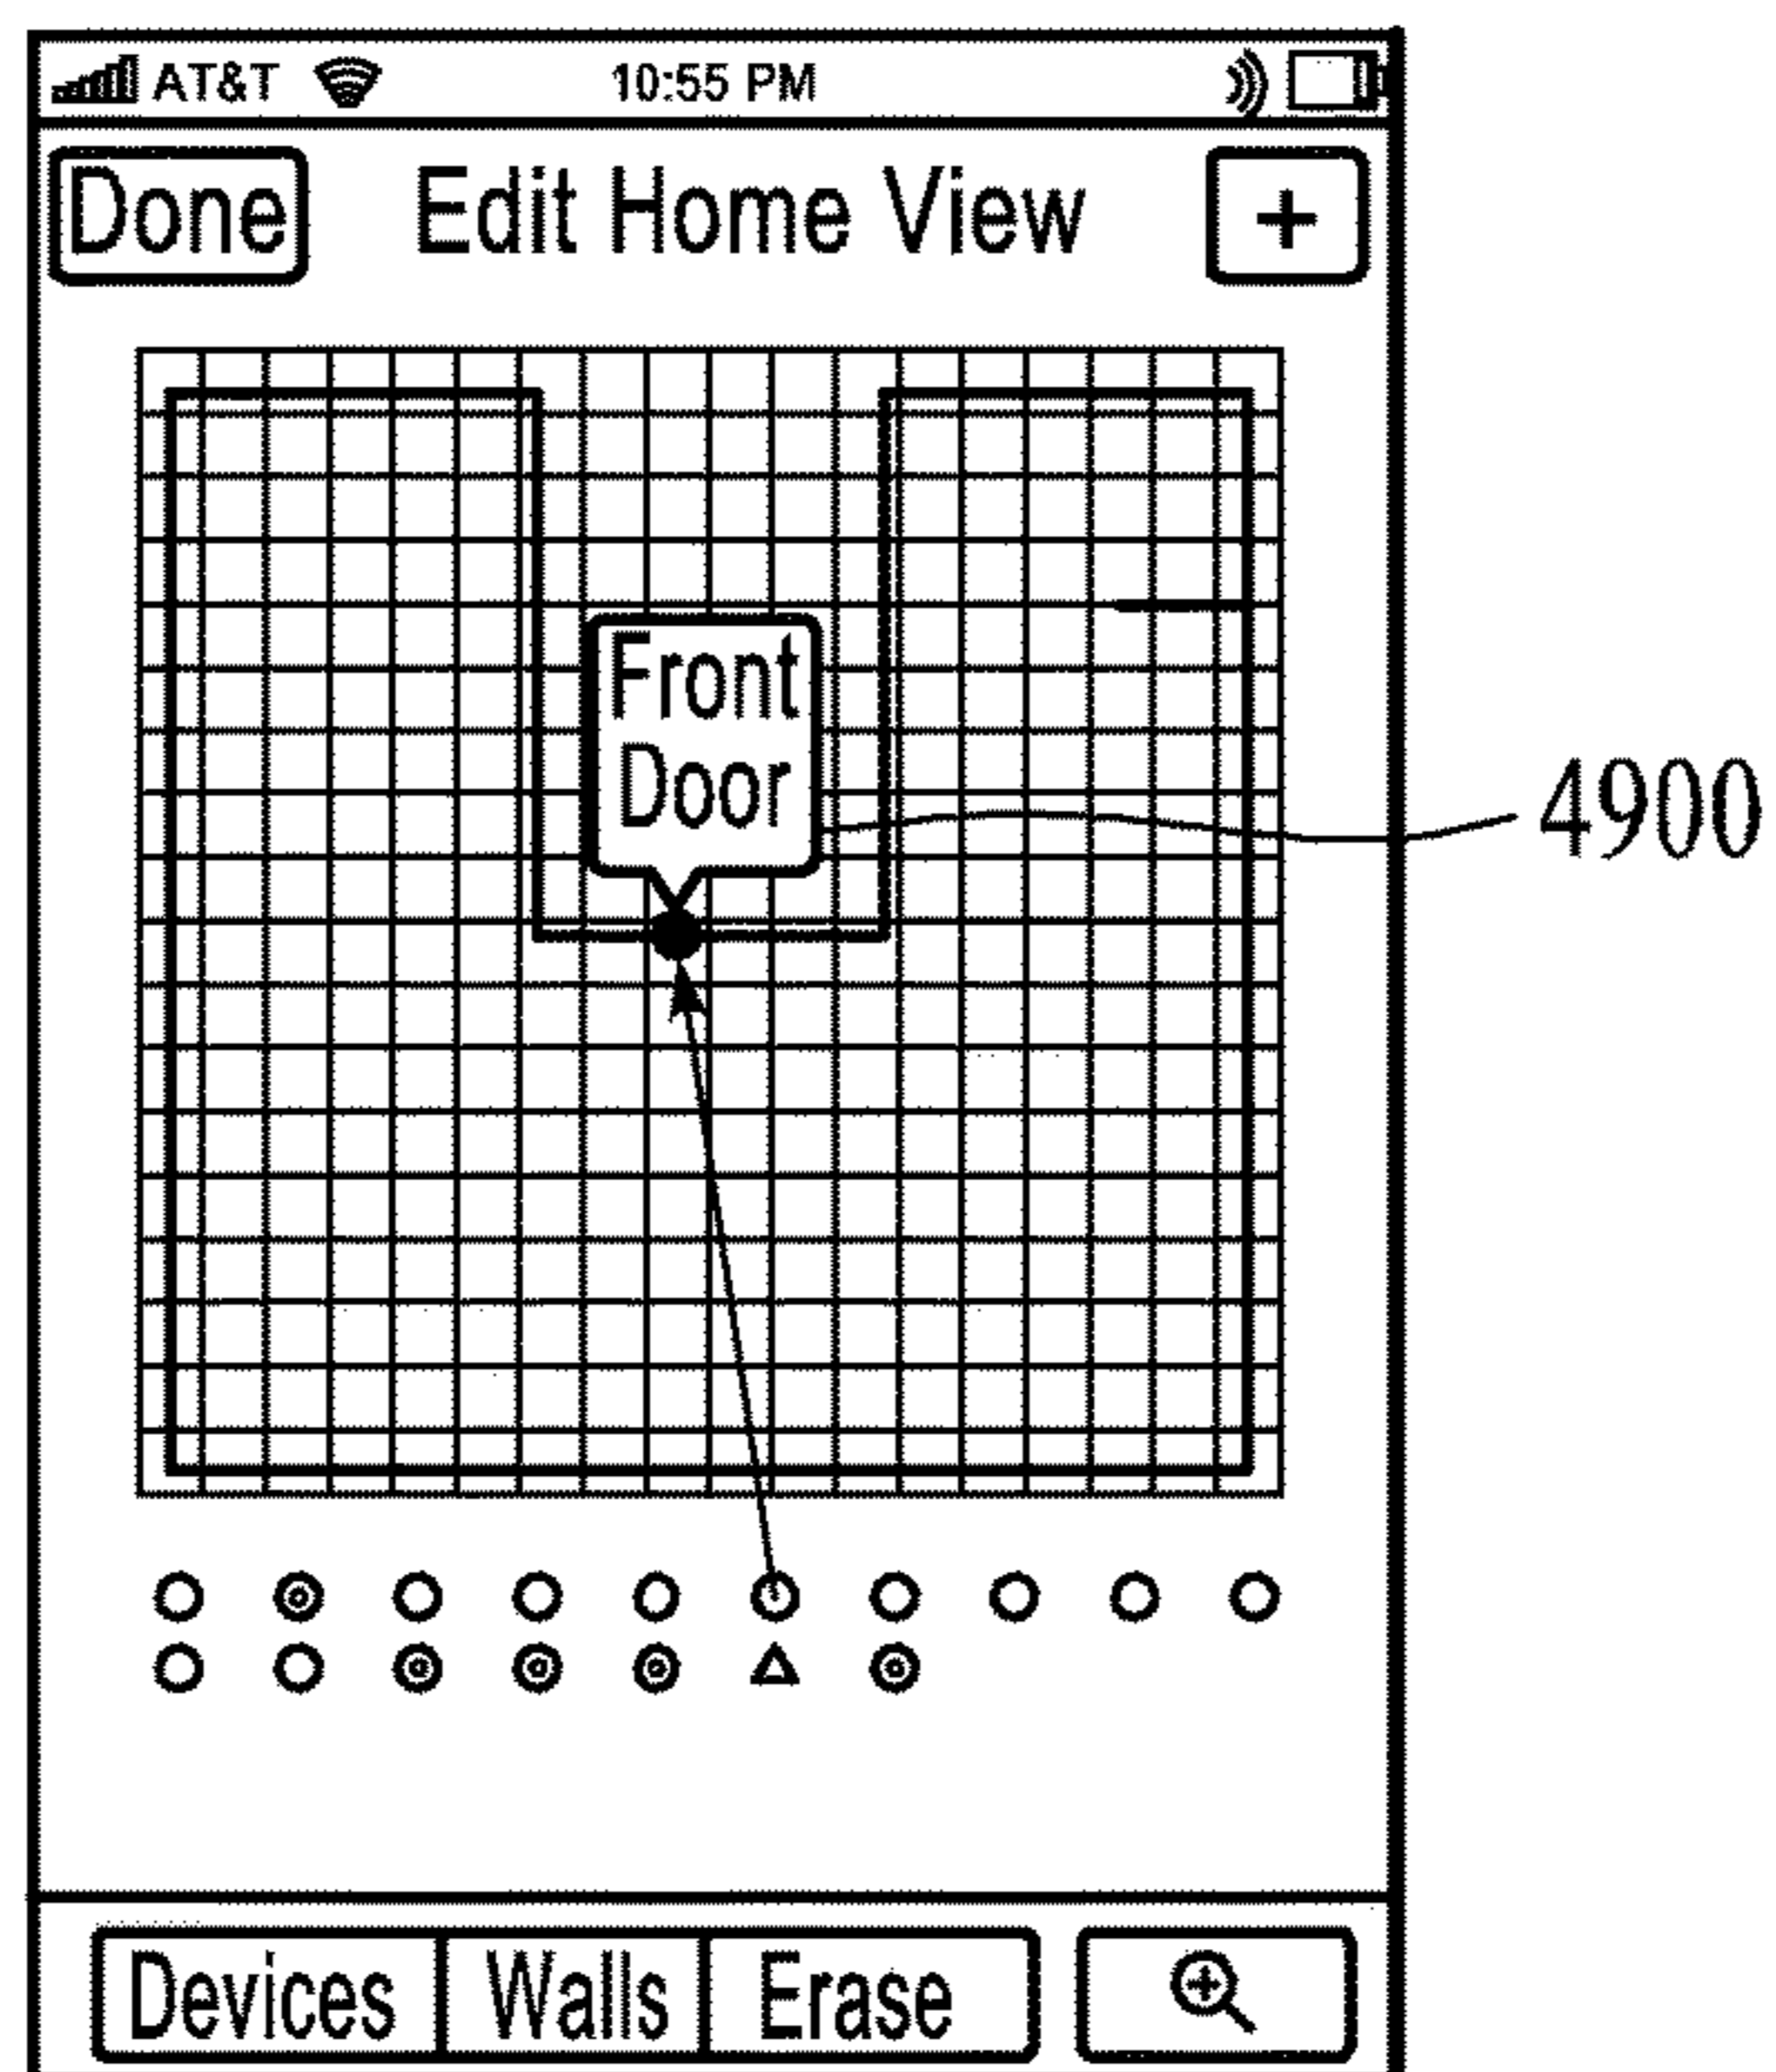 AT&T 10:55 PM
Done Edit Home View +
Front
Door
4900
Devices Walls Erase